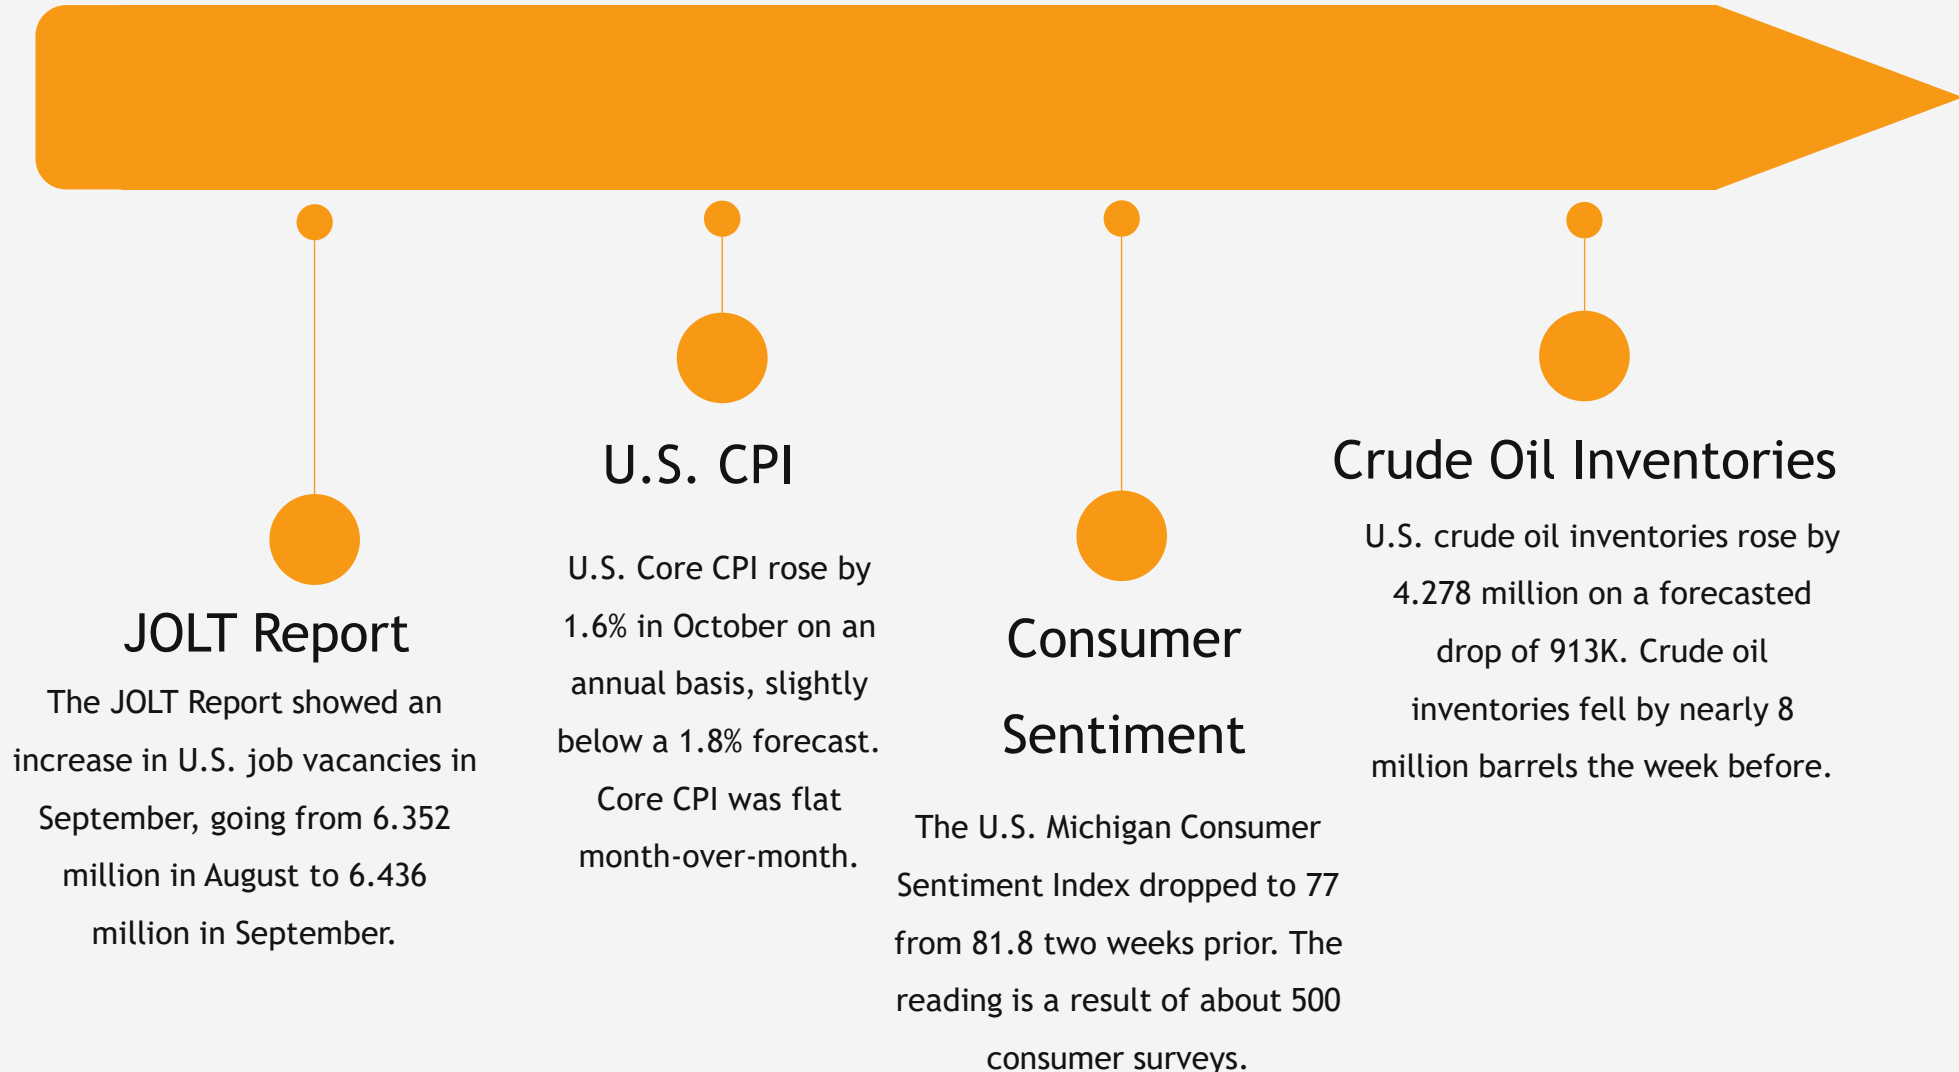 JOLT Report
The JOLT Report showed an
increase in U.S. job vacancies in
September, going from 6.352
million in August to 6.436
million in September.
U.S. CPI
U.S. Core CPI rose by
1.6% in October on an
annual basis, slightly
below a 1.8% forecast.
Core CPI was flat
month-over-month.
Consumer
Sentiment
The U.S. Michigan Consumer
Sentiment Index dropped to 77
from 81.8 two weeks prior. The
reading is a result of about 500
consumer surveys.
Crude Oil Inventories
U.S. crude oil inventories rose by
4.278 million on a forecasted
drop of 913K. Crude oil
inventories fell by nearly 8
million barrels the week before.